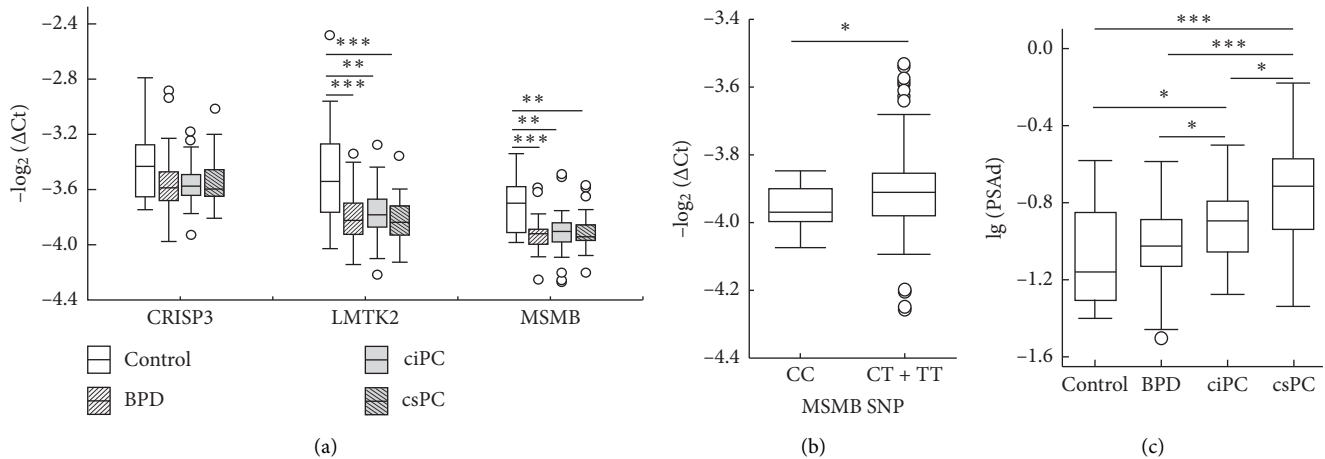 −2.4
−2.8
−3.2
−3.6
−4.0
−4.4
−log₂ (ΔCt)
***
**
***
**
**
***
CRISP3 LMTK2 MSMB
Control ciPC
BPD csPC
(a)
−3.4
−3.6
−3.8
−4.0
−4.2
−4.4
−log₂ (ΔCt)
*
CC CT + TT
MSMB SNP
(b)
0.0
−0.4
−0.8
−1.2
−1.6
lg (PSAd)
***
***
*
*
*
Control BPD ciPC csPC
(c)